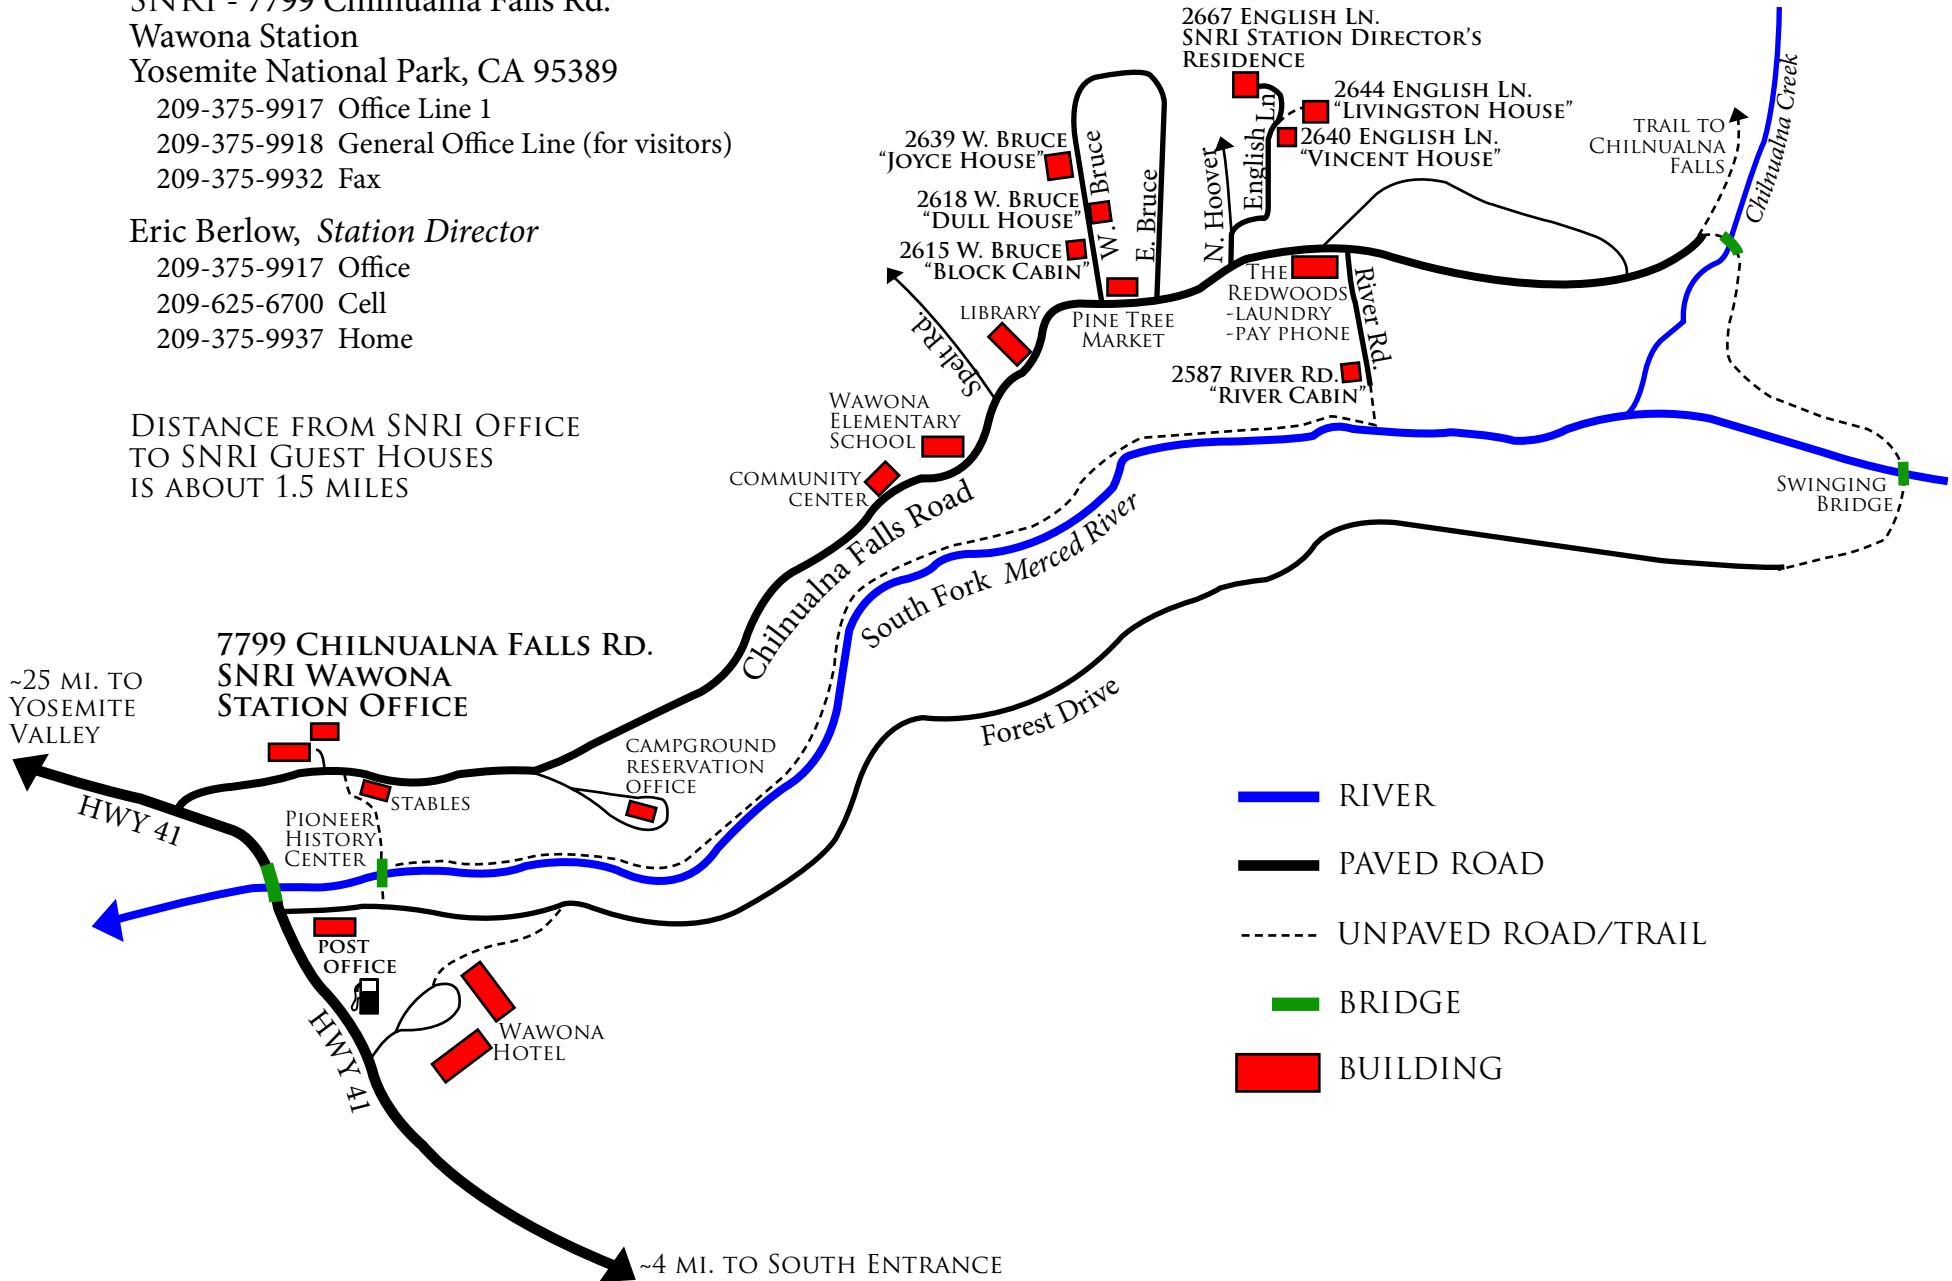 SNRI - 7799 Chilnualna Falls Rd.
Wawona Station
Yosemite National Park, CA 95389
209-375-9917 Office Line 1
209-375-9918 General Office Line (for visitors)
209-375-9932 Fax
Eric Berlow, Station Director
209-375-9917 Office
209-625-6700 Cell
209-375-9937 Home
Distance from SNRI Office
to SNRI Guest Houses
is about 1.5 miles
2667 English Ln.
SNRI Station Director's
Residence
2644 English Ln.
"Livingston House"
2640 English Ln.
"Vincent House"
English Ln
N. Hoover
2639 W. Bruce
"Joyce House"
2618 W. Bruce
"Dull House"
2615 W. Bruce
"Block Cabin"
W. Bruce
E. Bruce
Trail to
Chilnualna
Falls
Chilnualna Creek
Library
Pine Tree
Market
The
Redwoods
-Laundry
-Pay Phone
River Rd.
2587 River Rd.
"River Cabin"
Spelt Rd.
Wawona
Elementary
School
Community
Center
Chilnualna Falls Road
South Fork Merced River
Swinging
Bridge
Forest Drive
7799 Chilnualna Falls Rd.
SNRI Wawona
Station Office
~25 mi. to
Yosemite
Valley
HWY 41
Campground
Reservation
Office
Stables
Pioneer
History
Center
Post
Office
Wawona
Hotel
HWY 41
~4 mi. to South Entrance
RIVER
PAVED ROAD
UNPAVED ROAD/TRAIL
BRIDGE
BUILDING